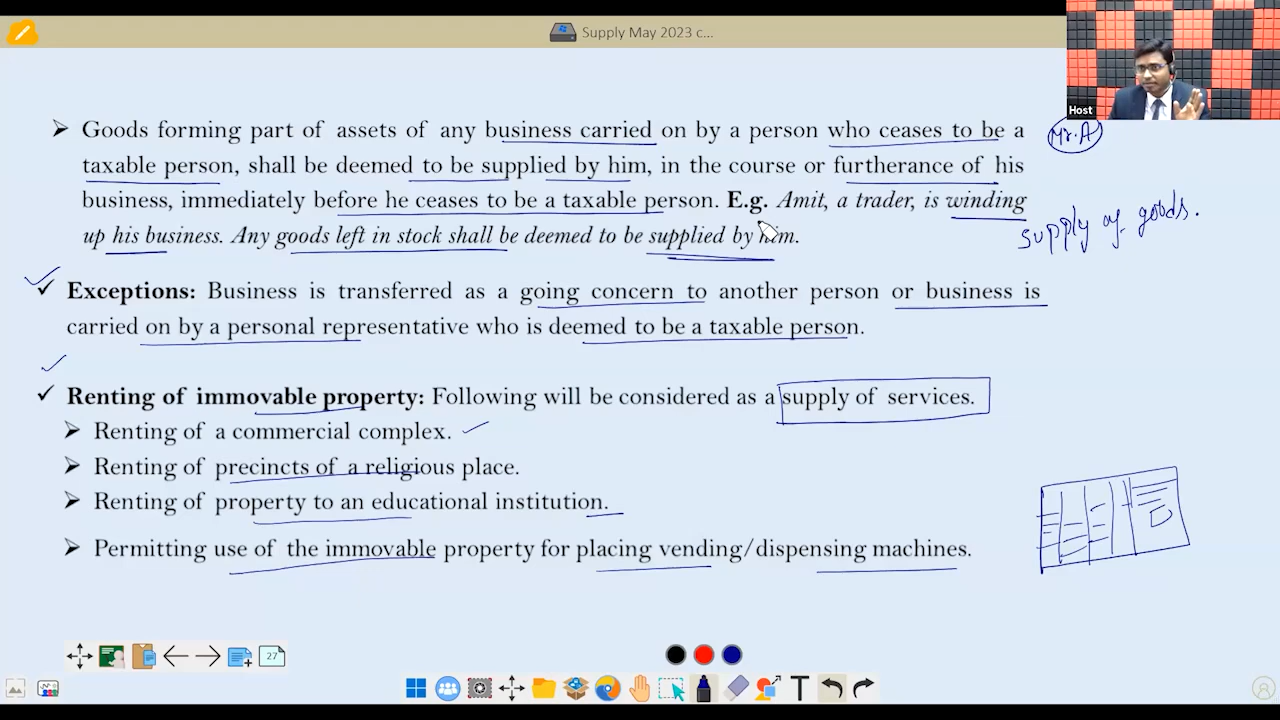 Supply May 2023 c...
Host
Goods forming part of assets of any business carried on by a person who ceases to be a
taxable person, shall be deemed to be supplied by him, in the course or furtherance of his
business, immediately before he ceases to be a taxable person. E.g. Amit, a trader, is winding
up his business. Any goods left in stock shall be deemed to be supplied by him.
Mr. A
Supply of goods.
Exceptions: Business is transferred as a going concern to another person or business is
carried on by a personal representative who is deemed to be a taxable person.
Renting of immovable property: Following will be considered as a supply of services.
Renting of a commercial complex.
Renting of precincts of a religious place.
Renting of property to an educational institution.
Permitting use of the immovable property for placing vending/dispensing machines.
27
T